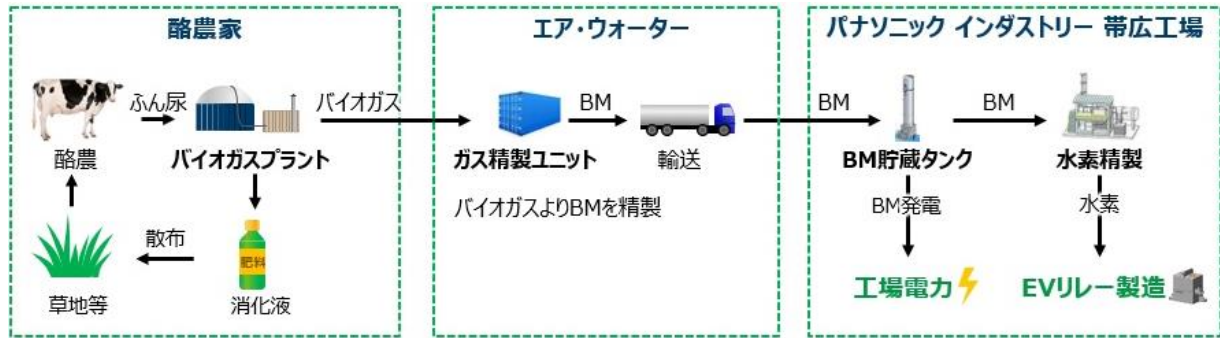 酪農家
ふん尿
バイオガス
酪農
バイオガスプラント
散布
肥料
草地等
消化液
エア・ウォーター
BM
ガス精製ユニット
輸送
バイオガスよりBMを精製
パナソニック インダストリー 帯広工場
BM
BM
BM貯蔵タンク
水素精製
BM発電
水素
工場電力
EVリレー製造